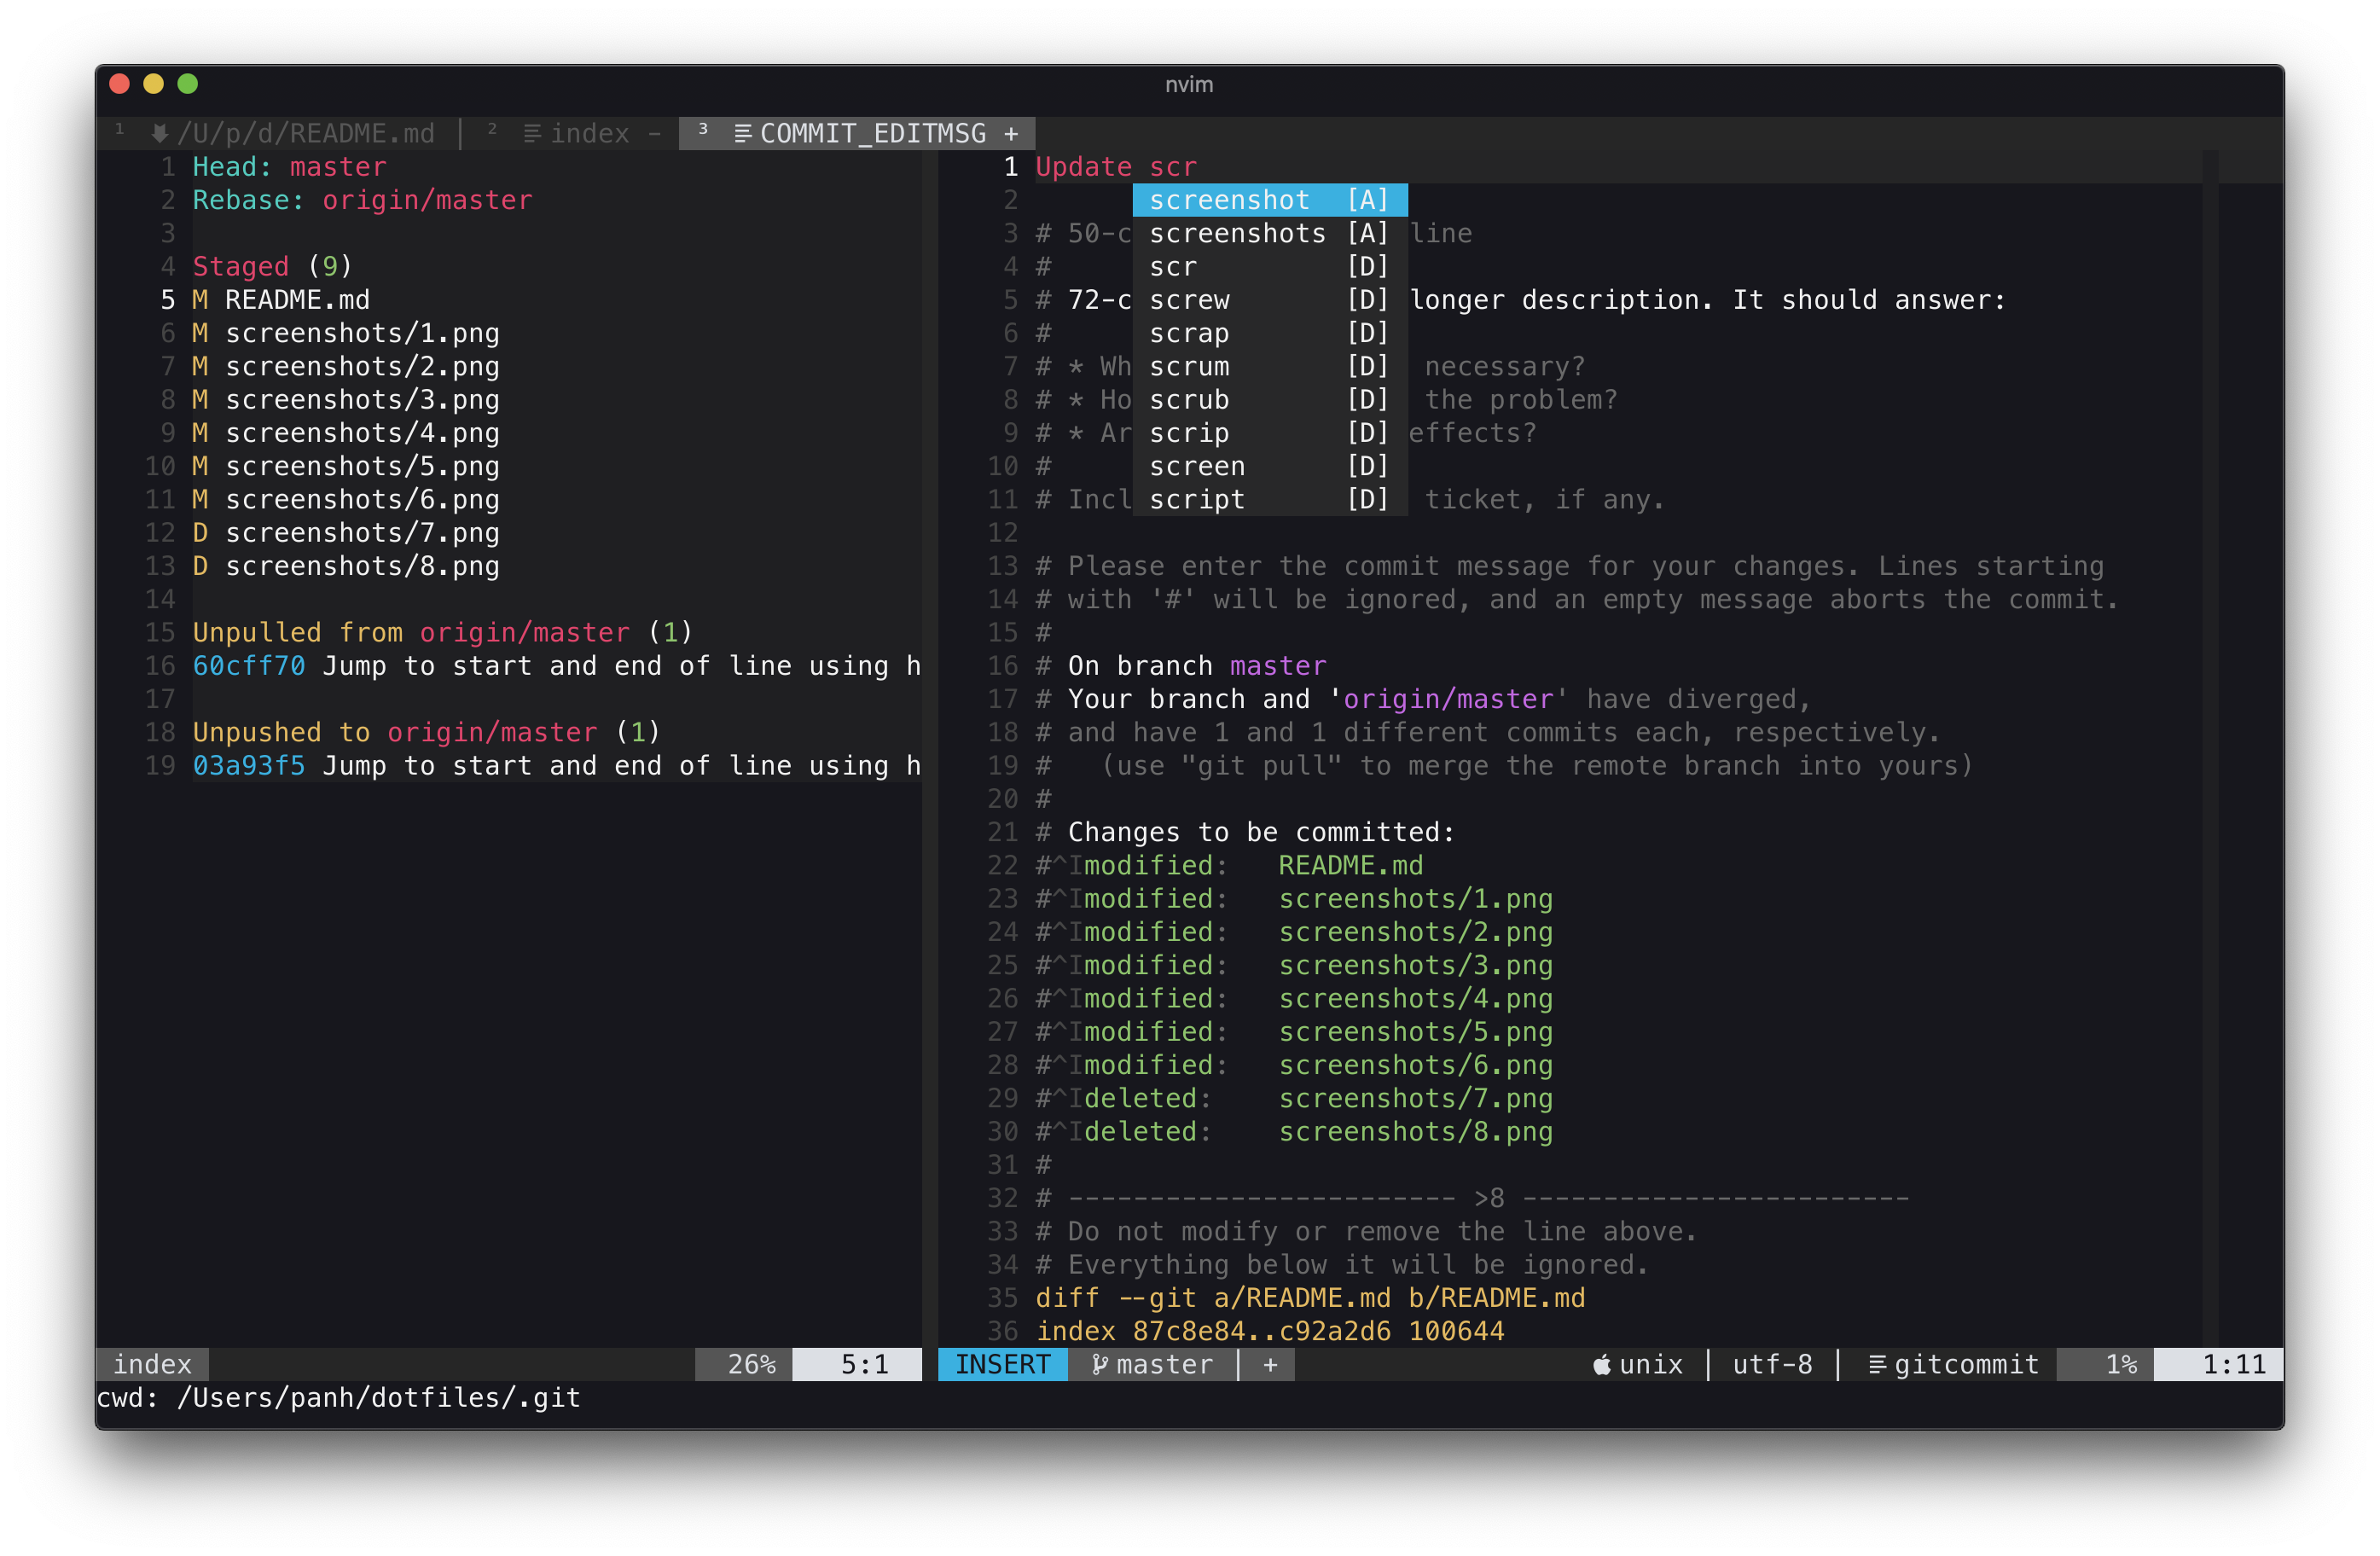 nvim
1 /U/p/d/README.md │ 2 index - 3 COMMIT_EDITMSG +
1 Head: master
2 Rebase: origin/master
3
4 Staged (9)
5 M README.md
6 M screenshots/1.png
7 M screenshots/2.png
8 M screenshots/3.png
9 M screenshots/4.png
10 M screenshots/5.png
11 M screenshots/6.png
12 D screenshots/7.png
13 D screenshots/8.png
14
15 Unpulled from origin/master (1)
16 60cff70 Jump to start and end of line using h
17
18 Unpushed to origin/master (1)
19 03a93f5 Jump to start and end of line using h
index 26% 5:1
1 Update scr
2
3 # 50-c line
4 #
5 # 72-c longer description. It should answer:
6 #
7 # * Wh necessary?
8 # * Ho the problem?
9 # * Ar effects?
10 #
11 # Incl ticket, if any.
12
screenshot [A]
screenshots [A]
scr [D]
screw [D]
scrap [D]
scrum [D]
scrub [D]
scrip [D]
screen [D]
script [D]
13 # Please enter the commit message for your changes. Lines starting
14 # with '#' will be ignored, and an empty message aborts the commit.
15 #
16 # On branch master
17 # Your branch and 'origin/master' have diverged,
18 # and have 1 and 1 different commits each, respectively.
19 #   (use "git pull" to merge the remote branch into yours)
20 #
21 # Changes to be committed:
22 #^Imodified:   README.md
23 #^Imodified:   screenshots/1.png
24 #^Imodified:   screenshots/2.png
25 #^Imodified:   screenshots/3.png
26 #^Imodified:   screenshots/4.png
27 #^Imodified:   screenshots/5.png
28 #^Imodified:   screenshots/6.png
29 #^Ideleted:    screenshots/7.png
30 #^Ideleted:    screenshots/8.png
31 #
32 # ------------------------ >8 ------------------------
33 # Do not modify or remove the line above.
34 # Everything below it will be ignored.
35 diff --git a/README.md b/README.md
36 index 87c8e84..c92a2d6 100644
INSERT master │ + unix │ utf-8 │ gitcommit 1% 1:11
cwd: /Users/panh/dotfiles/.git